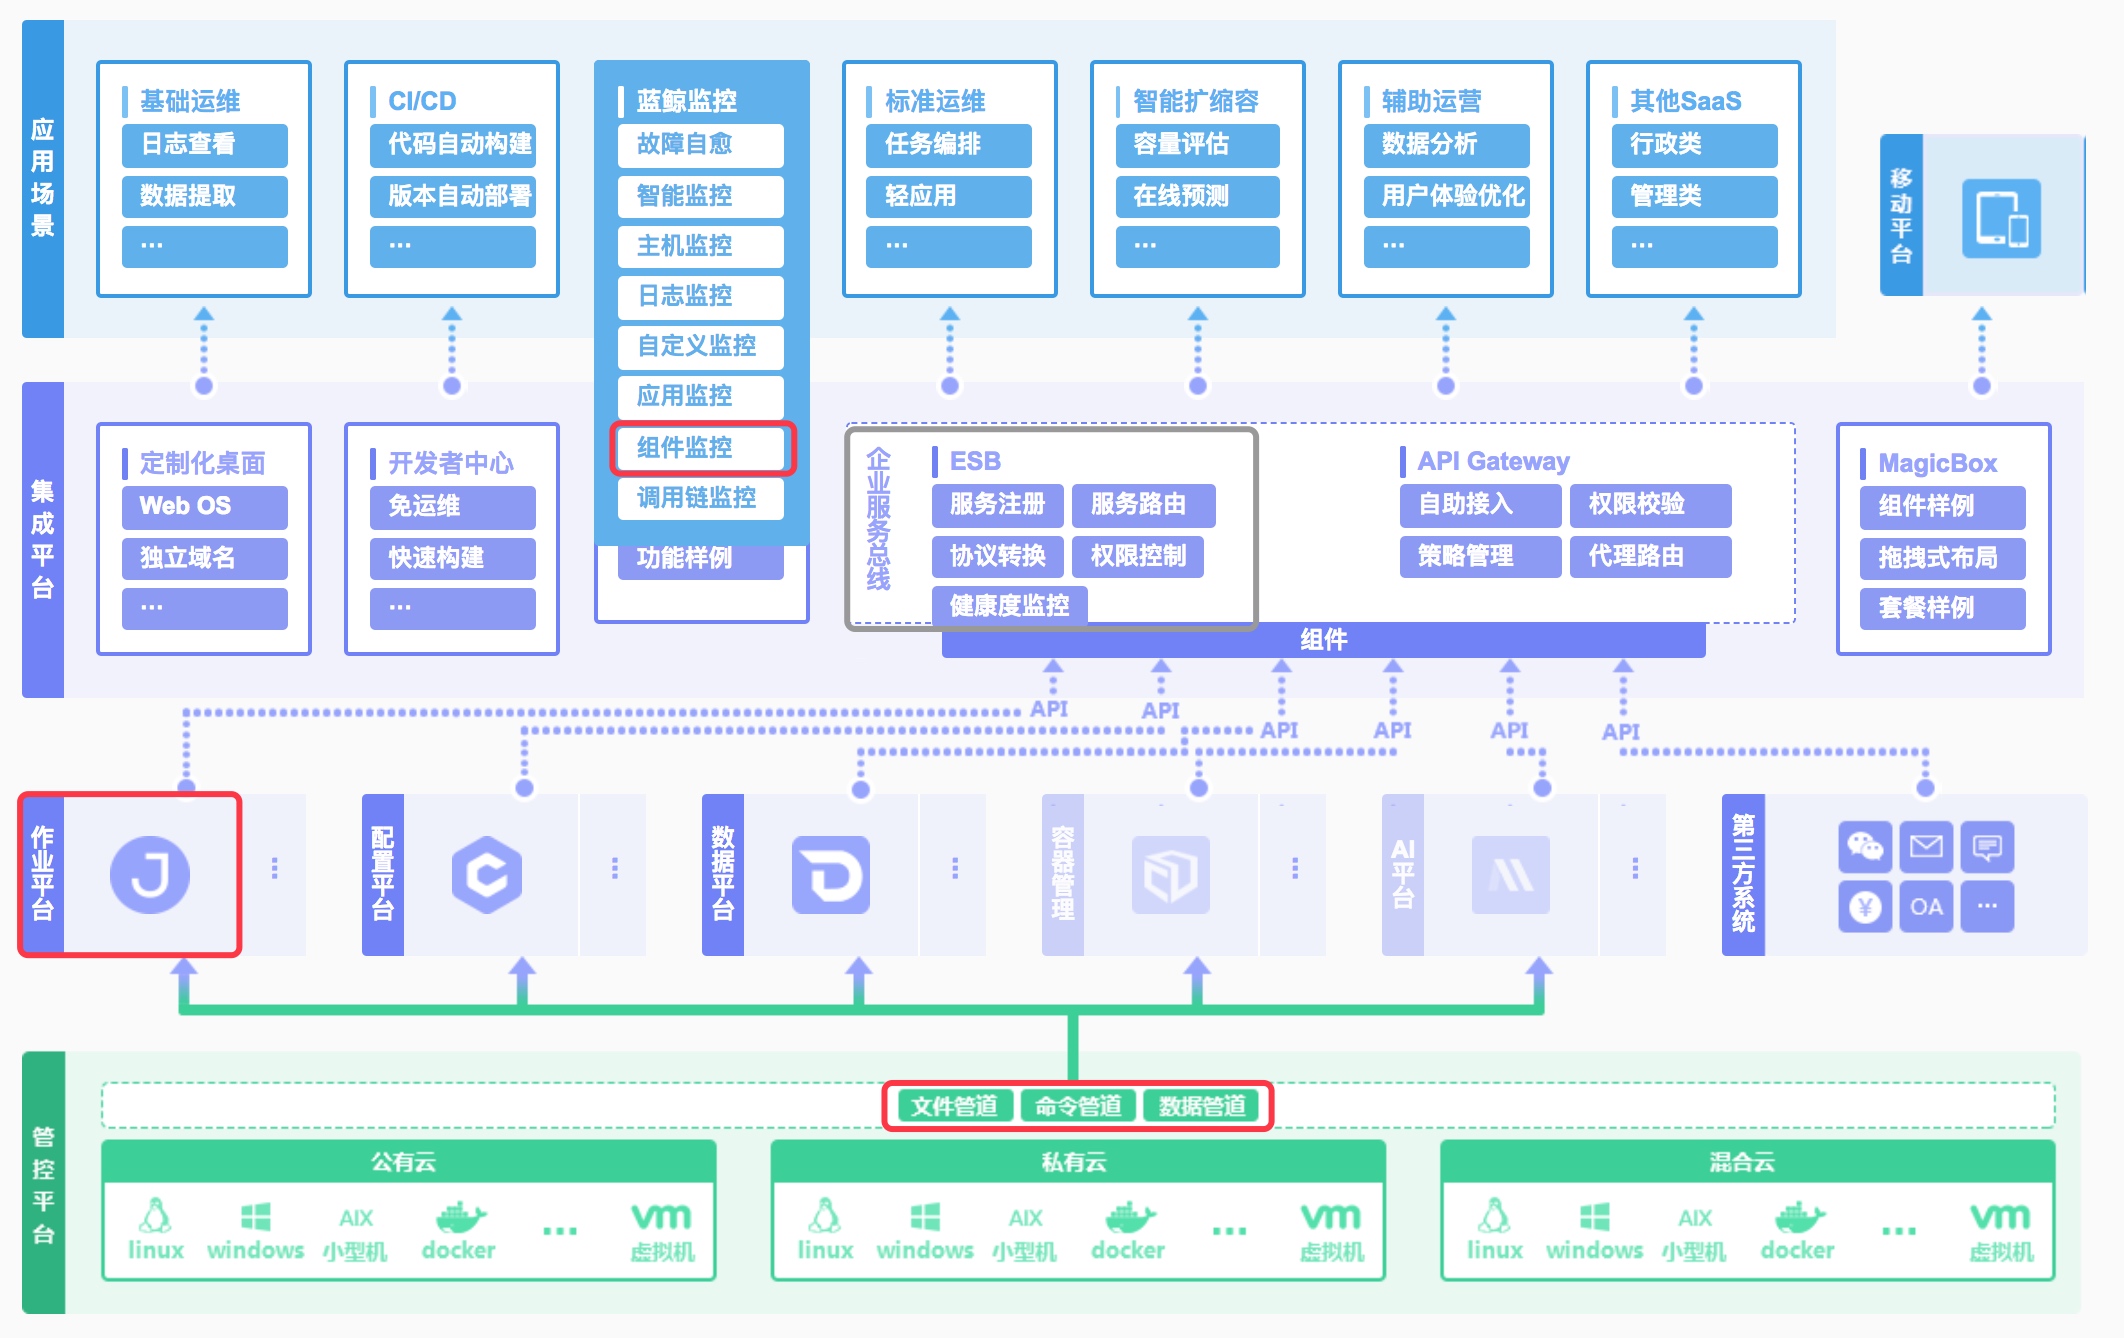 应用场景
基础运维
日志查看
数据提取
...
CI/CD
代码自动构建
版本自动部署
...
蓝鲸监控
故障自愈
智能监控
主机监控
日志监控
自定义监控
应用监控
组件监控
调用链监控
功能样例
标准运维
任务编排
轻应用
...
智能扩缩容
容量评估
在线预测
...
辅助运营
数据分析
用户体验优化
...
其他SaaS
行政类
管理类
...
移动平台
集成平台
定制化桌面
Web OS
独立域名
...
开发者中心
免运维
快速构建
...
企业服务总线
ESB
服务注册
服务路由
协议转换
权限控制
健康度监控
API Gateway
自助接入
权限校验
策略管理
代理路由
组件
MagicBox
组件样例
拖拽式布局
套餐样例
API
API
API
API
API
API
作业平台
配置平台
数据平台
容器管理
AI平台
第三方系统
OA
...
管控平台
文件管道
命令管道
数据管道
公有云
linux
windows
AIX
小型机
docker
...
vm
虚拟机
私有云
linux
windows
AIX
小型机
docker
...
vm
虚拟机
混合云
linux
windows
AIX
小型机
docker
...
vm
虚拟机